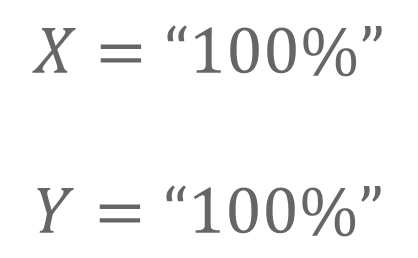 X = “100%”
Y = “100%”